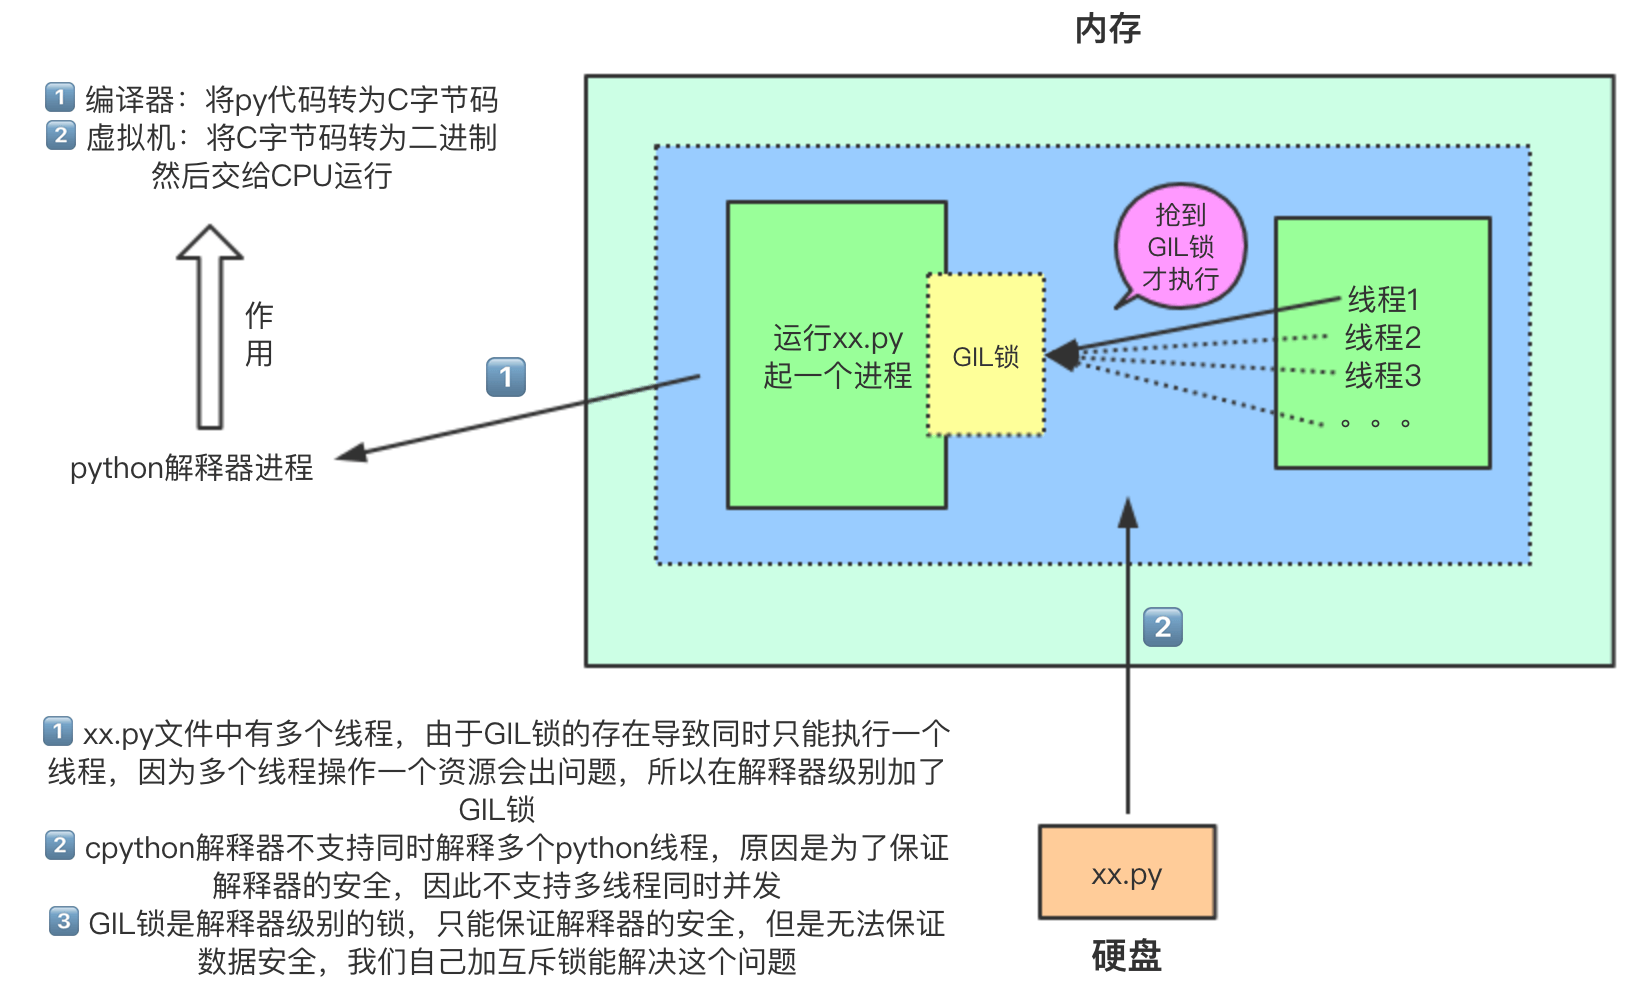 内存
1 编译器：将py代码转为C字节码
2 虚拟机：将C字节码转为二进制
然后交给CPU运行
作
用
python解释器进程
1
运行xx.py
起一个进程
GIL锁
抢到
GIL锁
才执行
线程1
线程2
线程3
。。。
2
1 xx.py文件中有多个线程，由于GIL锁的存在导致同时只能执行一个
线程，因为多个线程操作一个资源会出问题，所以在解释器级别加了
GIL锁
2 cpython解释器不支持同时解释多个python线程，原因是为了保证
解释器的安全，因此不支持多线程同时并发
3 GIL锁是解释器级别的锁，只能保证解释器的安全，但是无法保证
数据安全，我们自己加互斥锁能解决这个问题
xx.py
硬盘